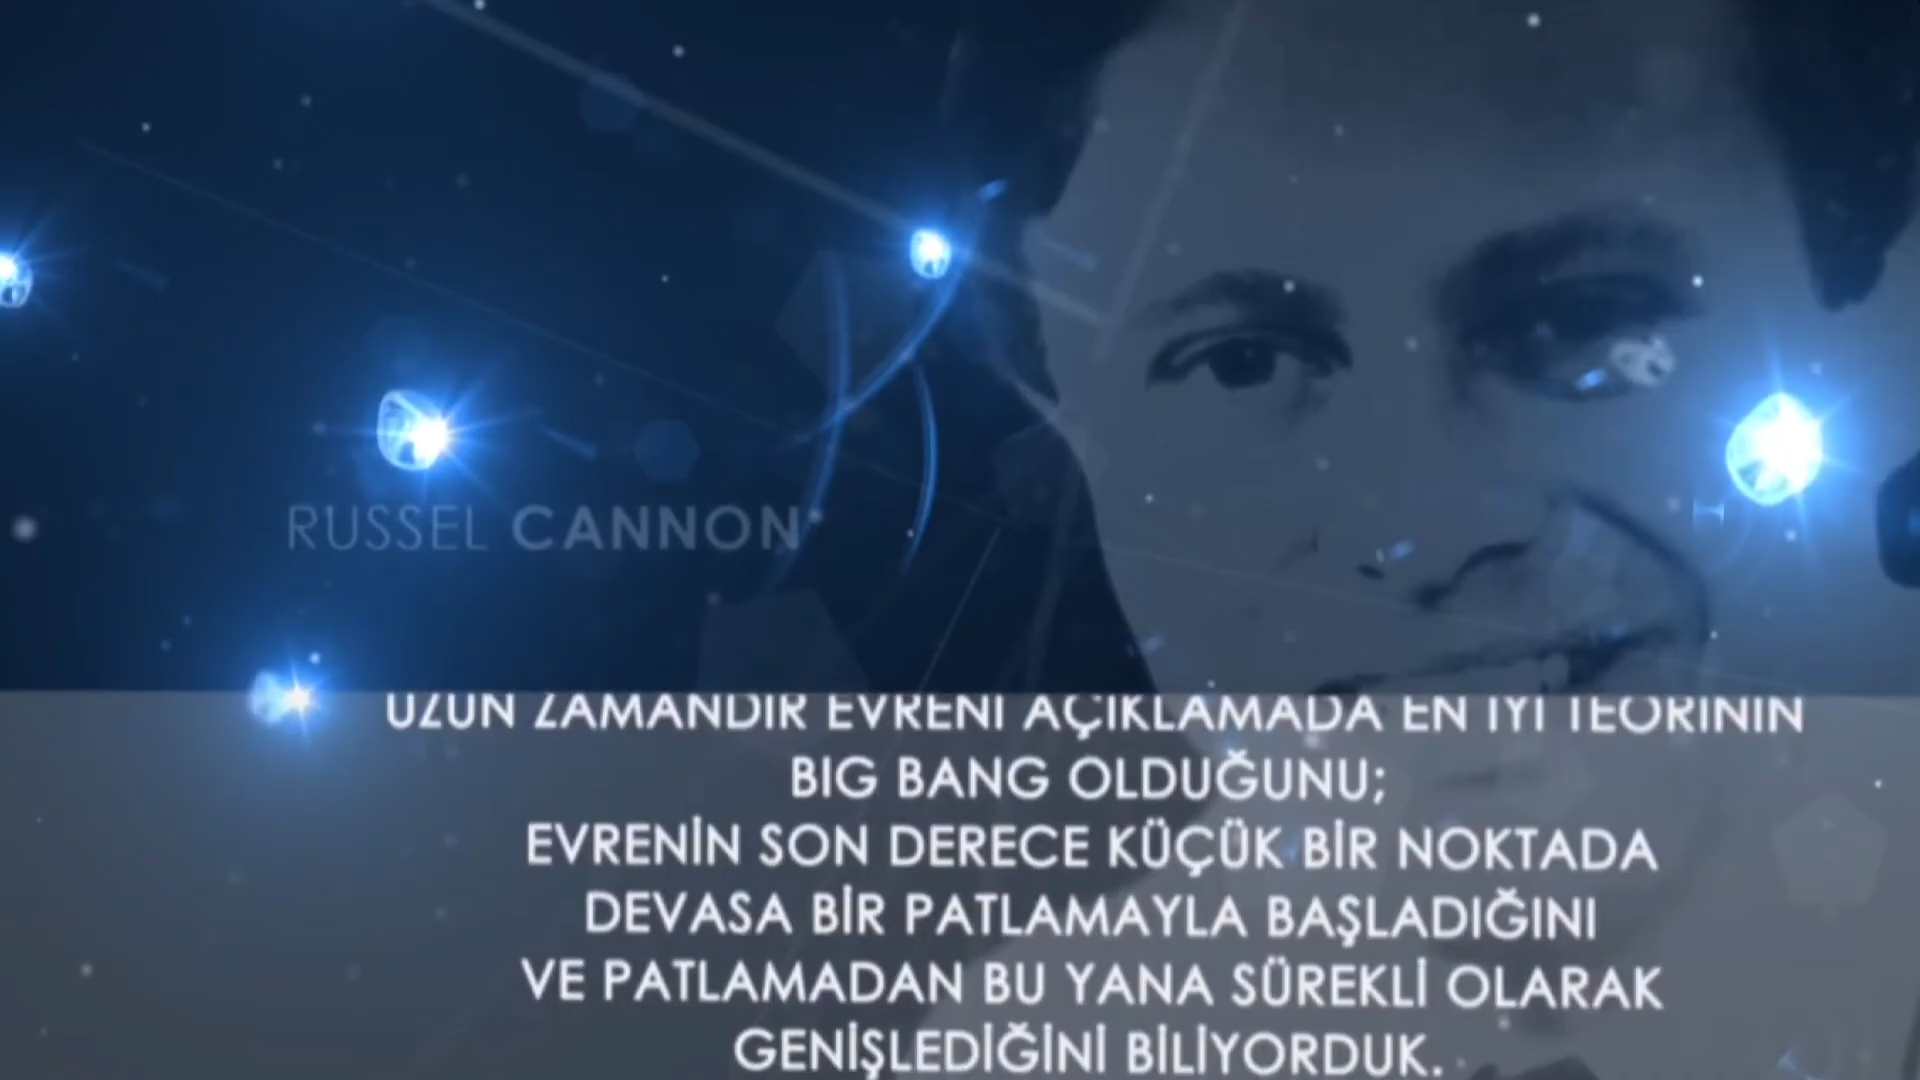 RUSSEL CANNON
UZUN ZAMANDIR EVRENİ AÇIKLAMADA EN İYİ TEORİNİN
BIG BANG OLDUĞUNU;
EVRENİN SON DERECE KÜÇÜK BİR NOKTADA
DEVASA BİR PATLAMAYLA BAŞLADIĞINI
VE PATLAMADAN BU YANA SÜREKLİ OLARAK
GENİŞLEDİĞİNİ BİLİYORDUK.